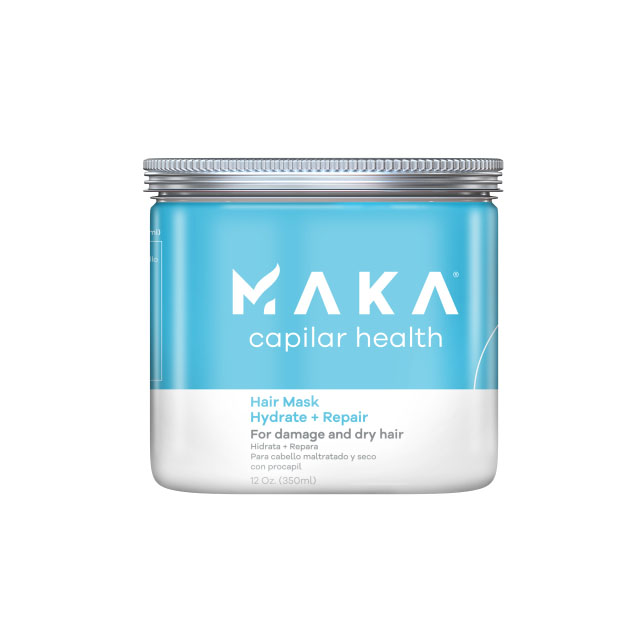 MAKA®
capilar health
Hair Mask
Hydrate + Repair
For damage and dry hair
Hidrata + Repara
Para cabello maltratado y seco
con procapil
12 Oz. (350ml)